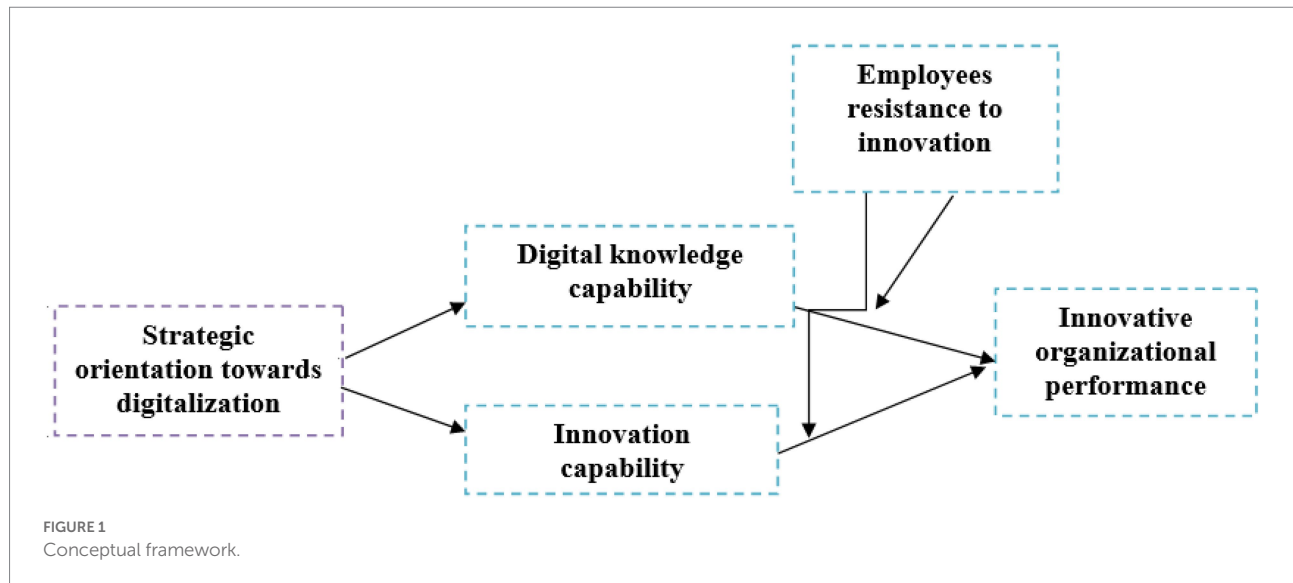 Employees
resistance to
innovation
Digital knowledge
capability
Strategic
orientation towards
digitalization
Innovative
organizational
performance
Innovation
capability
FIGURE 1
Conceptual framework.